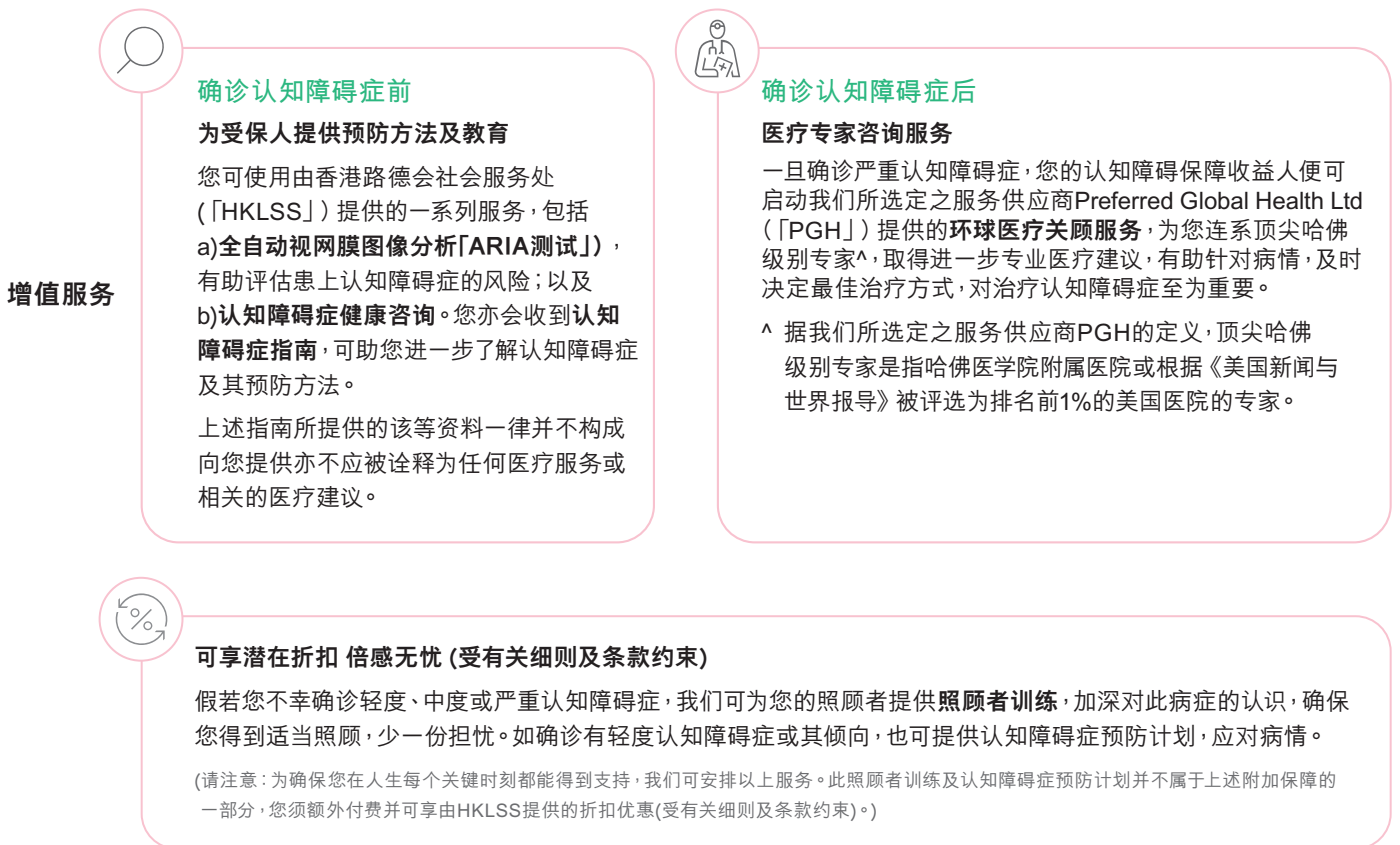 增值服务
确诊认知障碍症前
为受保人提供预防方法及教育
您可使用由香港路德会社会服务处
(「HKLSS」) 提供的一系列服务，包括
a)全自动视网膜图像分析「ARIA测试」)，
有助评估患上认知障碍症的风险；以及
b)认知障碍症健康咨询。您亦会收到认知
障碍症指南，可助您进一步了解认知障碍症
及其预防方法。
上述指南所提供的该等资料一律并不构成
向您提供亦不应被诠释为任何医疗服务或
相关的医疗建议。
确诊认知障碍症后
医疗专家咨询服务
一旦确诊严重认知障碍症，您的认知障碍保障收益人便可
启动我们所选定之服务供应商Preferred Global Health Ltd
(「PGH」) 提供的环球医疗关顾服务，为您连系顶尖哈佛
级别专家^，取得进一步专业医疗建议，有助针对病情，及时
决定最佳治疗方式，对治疗认知障碍症至为重要。
^ 据我们所选定之服务供应商PGH的定义，顶尖哈佛
级别专家是指哈佛医学院附属医院或根据《美国新闻与
世界报导》被评选为排名前1%的美国医院的专家。
可享潜在折扣 倍感无忧 (受有关细则及条款约束)
假若您不幸确诊轻度、中度或严重认知障碍症，我们可为您的照顾者提供照顾者训练，加深对此病症的认识，确保
您得到适当照顾，少一份担忧。如确诊有轻度认知障碍症或其倾向，也可提供认知障碍症预防计划，应对病情。
(请注意：为确保您在人生每个关键时刻都能得到支持，我们可安排以上服务。此照顾者训练及认知障碍症预防计划并不属于上述附加保障的
一部分，您须额外付费并可享由HKLSS提供的折扣优惠(受有关细则及条款约束)。)